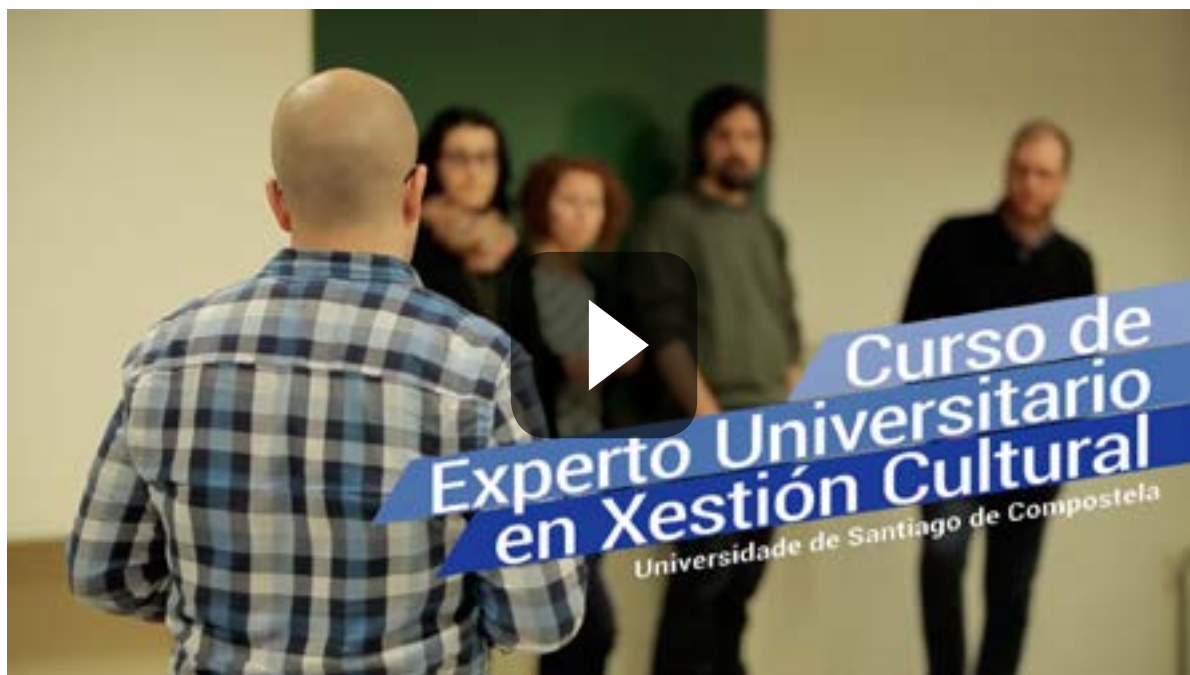 Curso de
Experto Universitario
en Xestión Cultural
Universidade de Santiago de Compostela